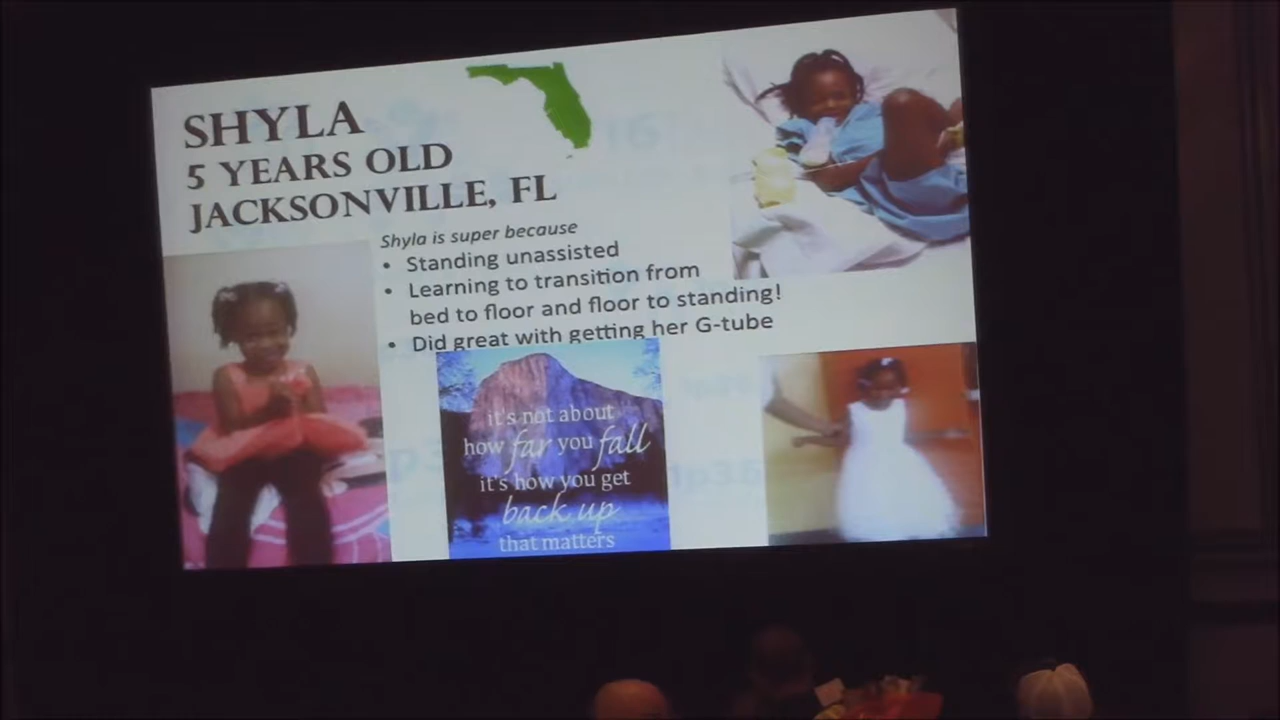 SHYLA
5 YEARS OLD
JACKSONVILLE, FL
Shyla is super because
• Standing unassisted
• Learning to transition from
bed to floor and floor to standing!
• Did great with getting her G-tube
it's not about
how far you fall
it's how you get
back up
that matters